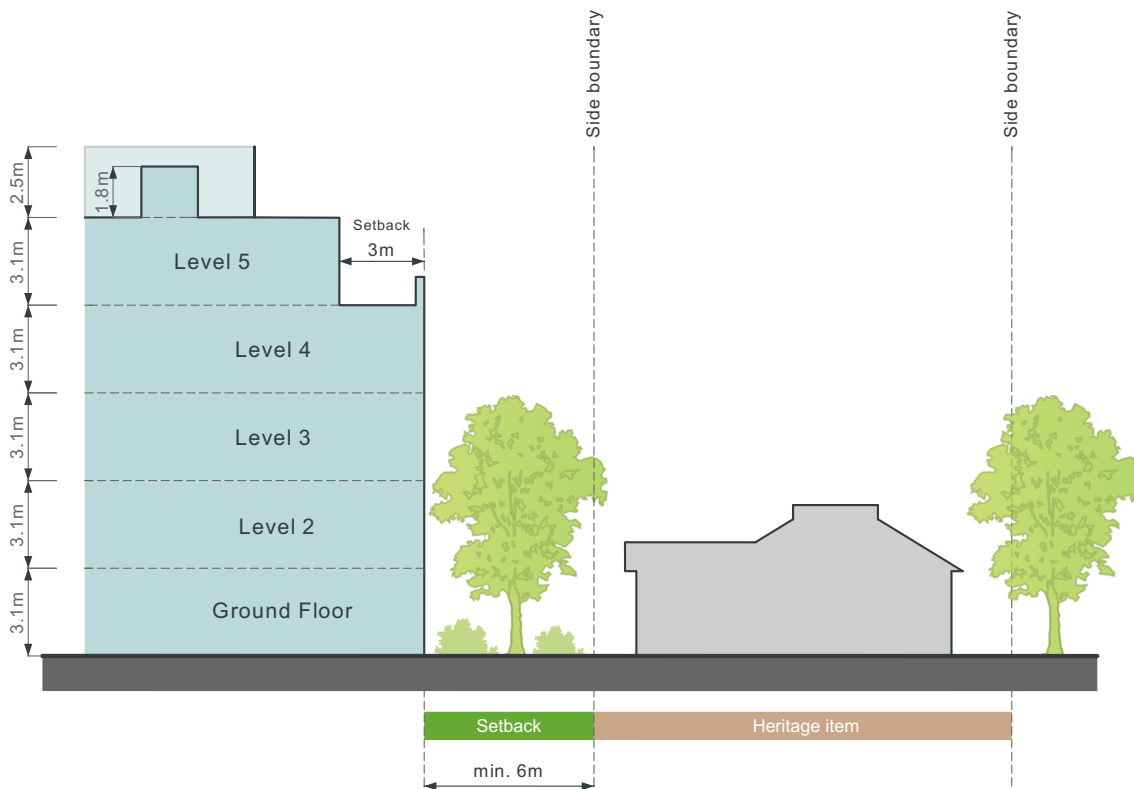 Side boundary
Side boundary
2.5m
1.8m
Setback
3m
3.1m
Level 5
3.1m
Level 4
3.1m
Level 3
3.1m
Level 2
3.1m
Ground Floor
Setback
Heritage item
min. 6m